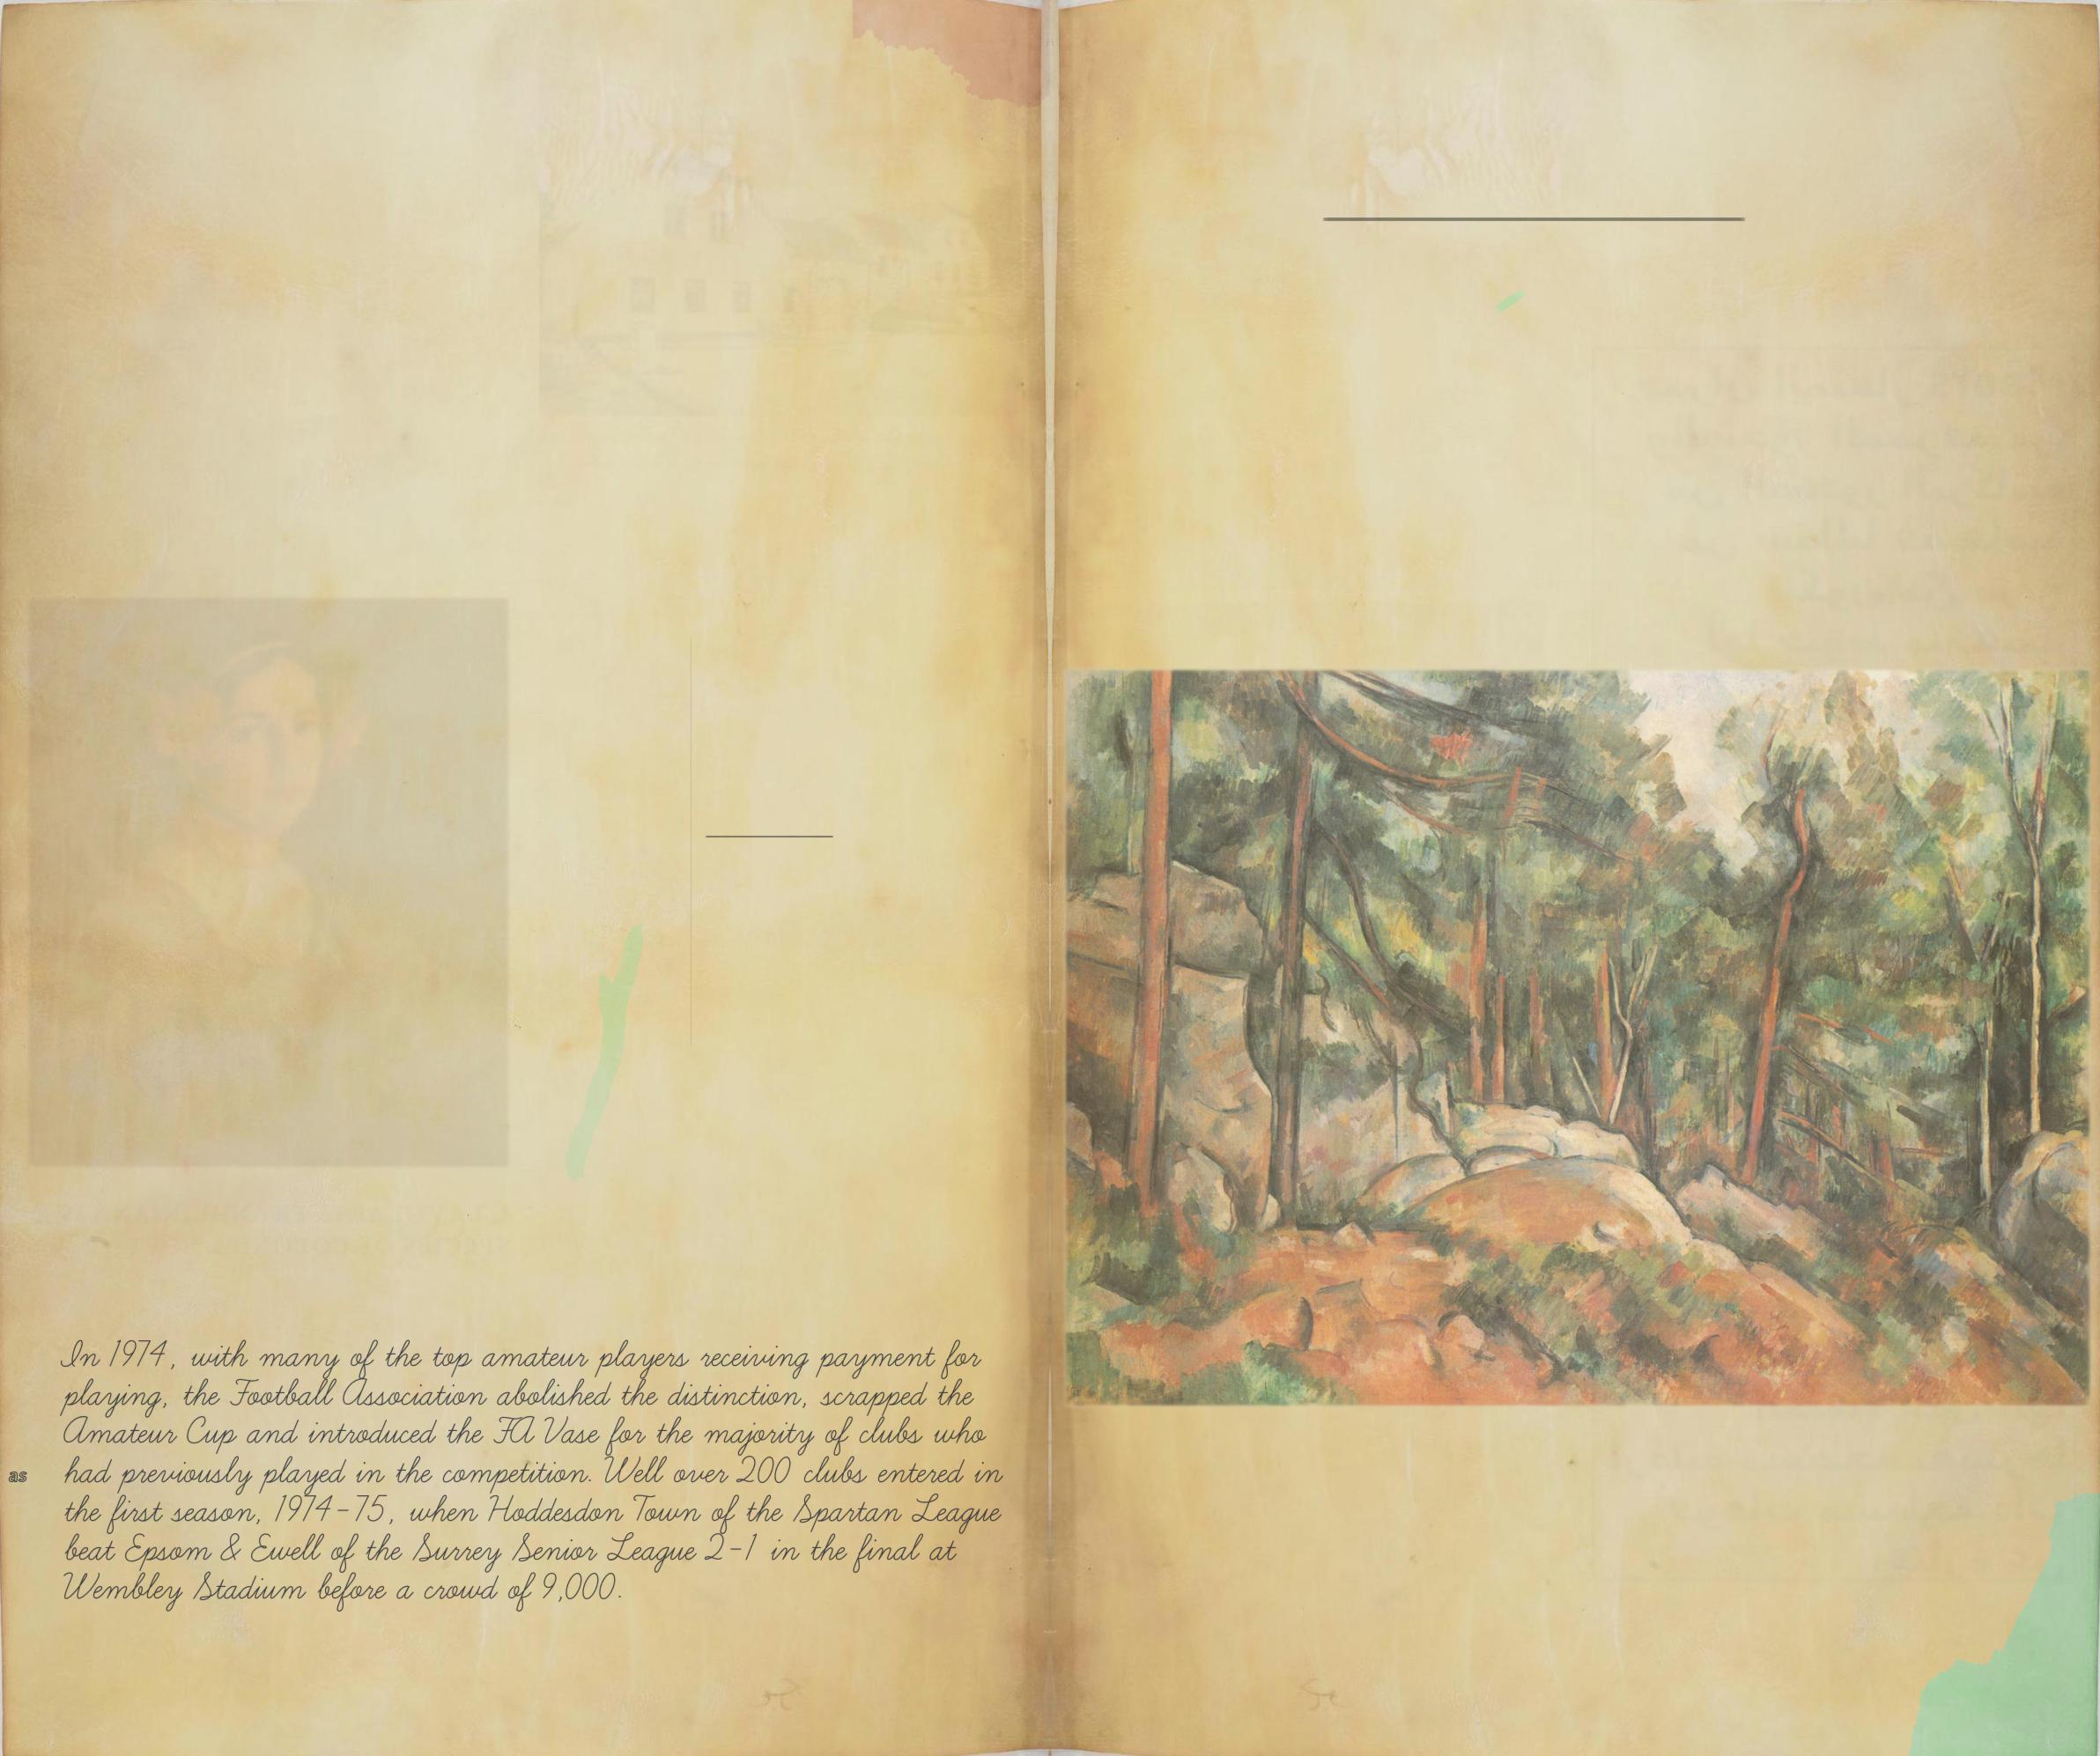 In 1974, with many of the top amateur players receiving payment for
playing, the Football Association abolished the distinction, scrapped the
Amateur Cup and introduced the FA Vase for the majority of clubs who
as
had previously played in the competition. Well over 200 clubs entered in
the first season, 1974-75, when Hoddesdon Town of the Spartan League
beat Epsom & Ewell of the Surrey Senior League 2-1 in the final at
Wembley Stadium before a crowd of 9,000.